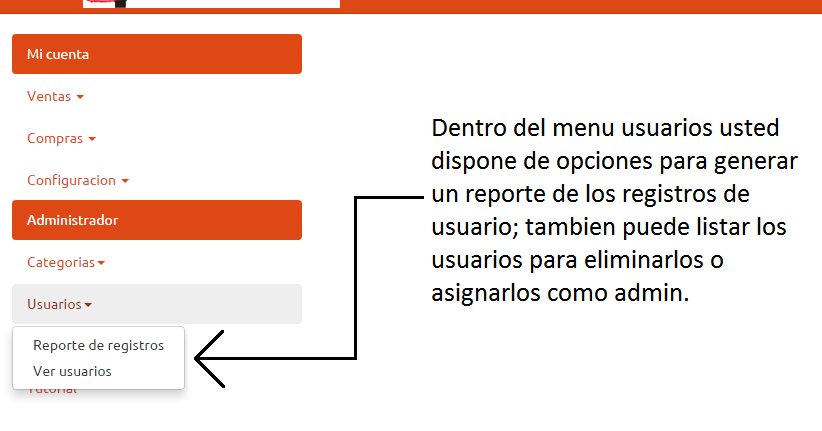 Mi cuenta
Ventas
Compras
Configuracion
Administrador
Categorias
Usuarios
Reporte de registros
Ver usuarios
Tutorial
Dentro del menu usuarios usted
dispone de opciones para generar
un reporte de los registros de
usuario; tambien puede listar los
usuarios para eliminarlos o
asignarlos como admin.